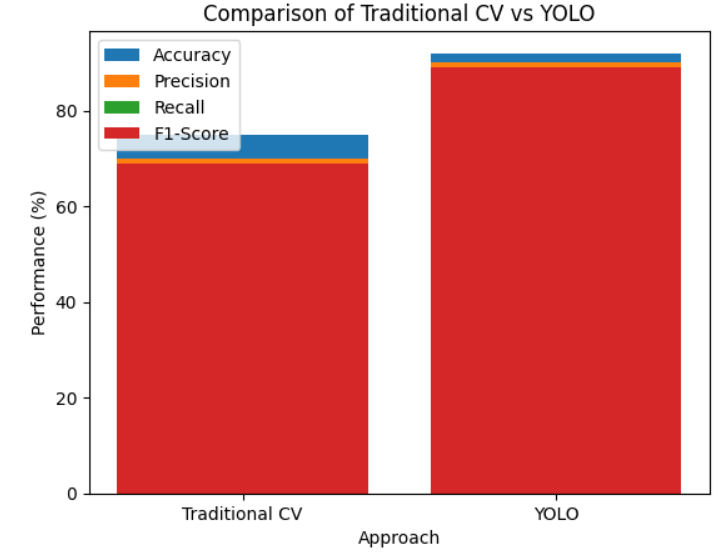 Comparison of Traditional CV vs YOLO
Accuracy
Precision
Recall
F1-Score
80
60
40
20
0
Performance (%)
Traditional CV
YOLO
Approach